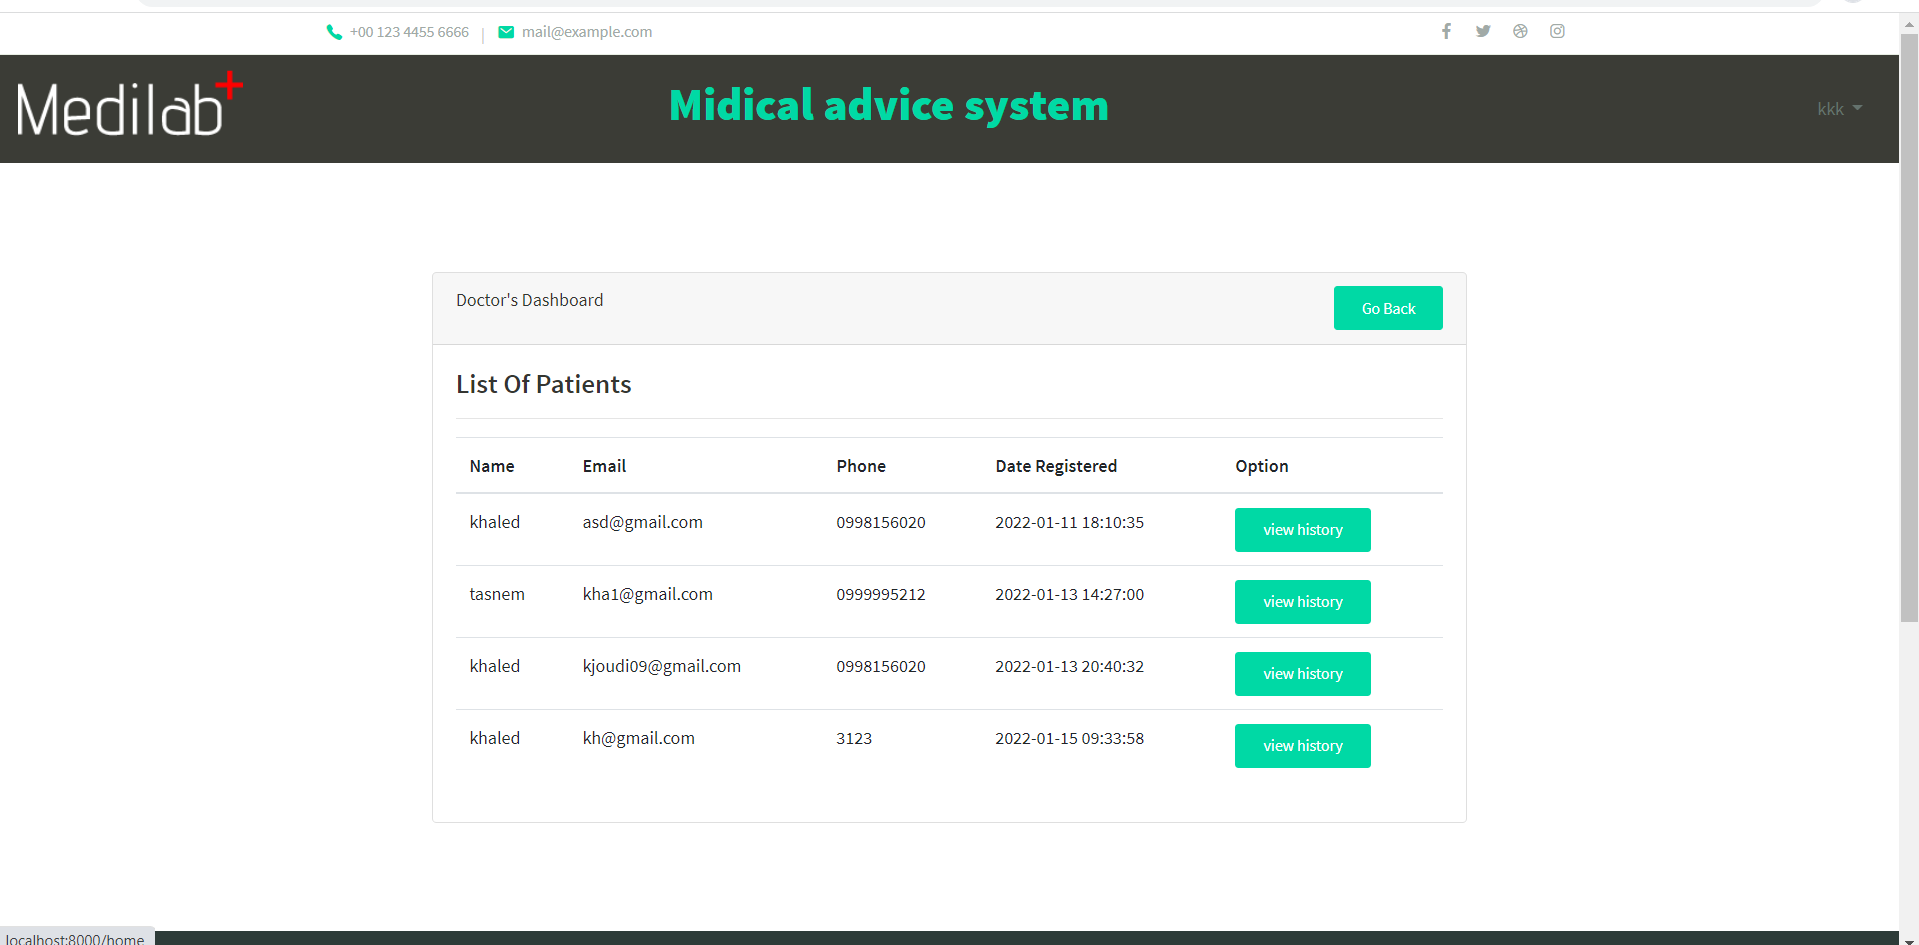 +00 123 4455 6666 | mail@example.com
Medilab+
Midical advice system
kkk
Doctor's Dashboard
Go Back
List Of Patients
Name Email Phone Date Registered Option
khaled asd@gmail.com 0998156020 2022-01-11 18:10:35 view history
tasnem kha1@gmail.com 0999995212 2022-01-13 14:27:00 view history
khaled kjoudi09@gmail.com 0998156020 2022-01-13 20:40:32 view history
khaled kh@gmail.com 3123 2022-01-15 09:33:58 view history
localhost:8000/home